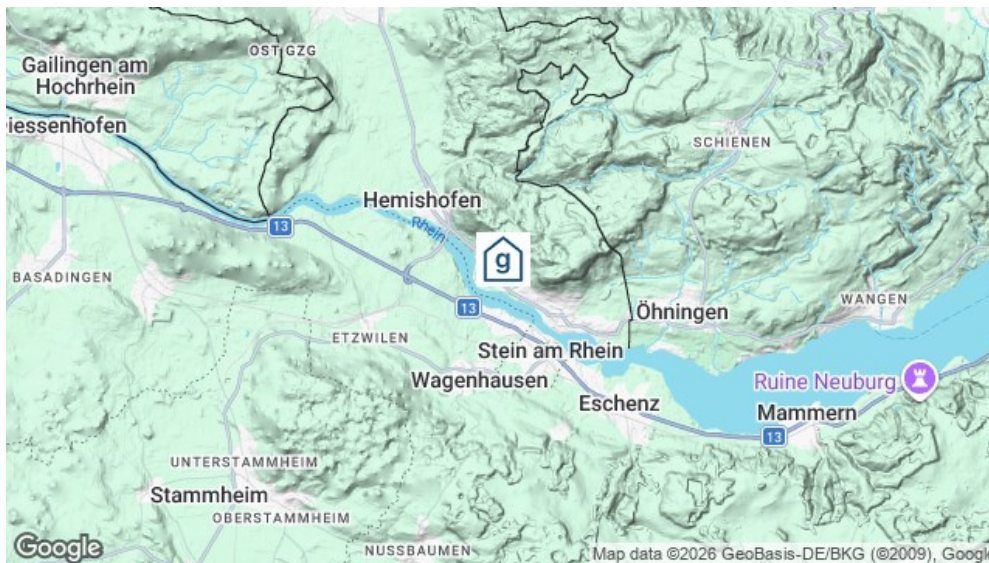 OST GZG
Gailingen am
Hochrhein
iessenhofen
SCHIENEN
Hemishofen
13
Rhein
g
BASADINGEN
13
WANGEN
Öhningen
ETZWILEN
Stein am Rhein
Wagenhausen
Ruine Neuburg
Eschenz
Mammern
13
UNTERSTAMMHEIM
Stammheim
OBERSTAMMHEIM
NUSSBAUMEN
Google
Map data ©2026 GeoBasis-DE/BKG (©2009), Google